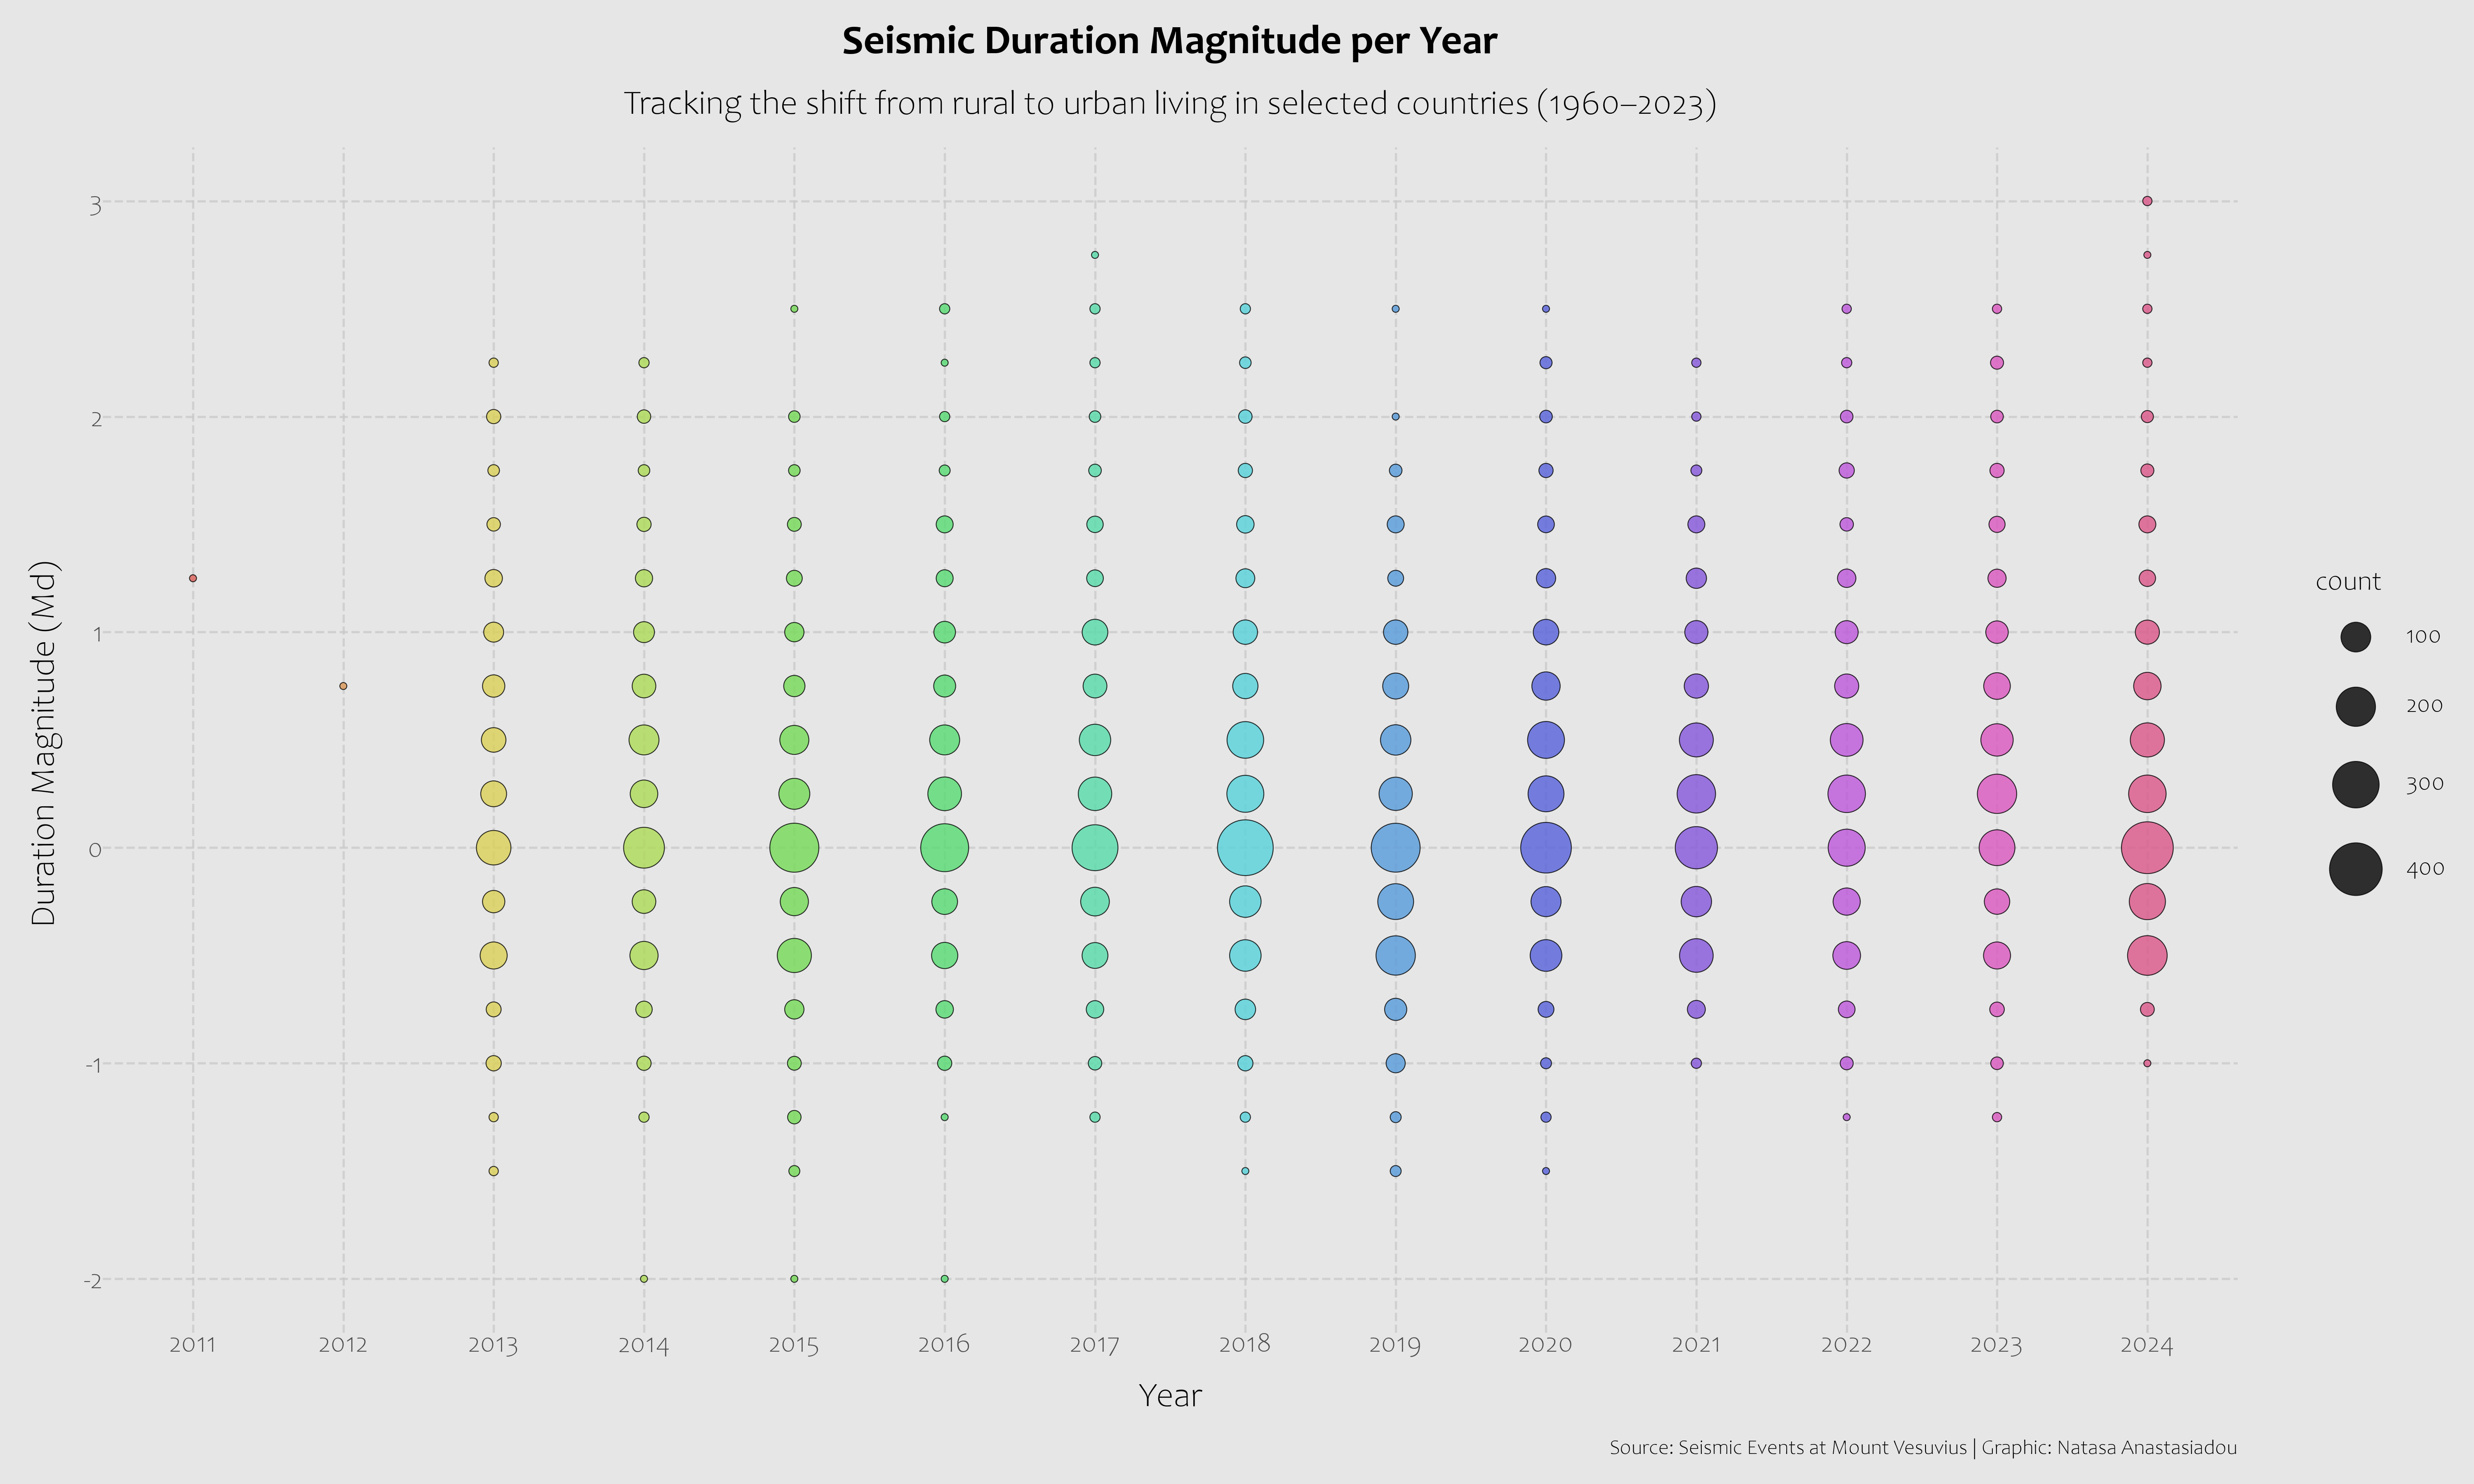 Seismic Duration Magnitude per Year
Tracking the shift from rural to urban living in selected countries (1960–2023)
Duration Magnitude (Md)
3
2
1
0
-1
-2
2011 2012 2013 2014 2015 2016 2017 2018 2019 2020 2021 2022 2023 2024
Year
count
100
200
300
400
Source: Seismic Events at Mount Vesuvius | Graphic: Natasa Anastasiadou